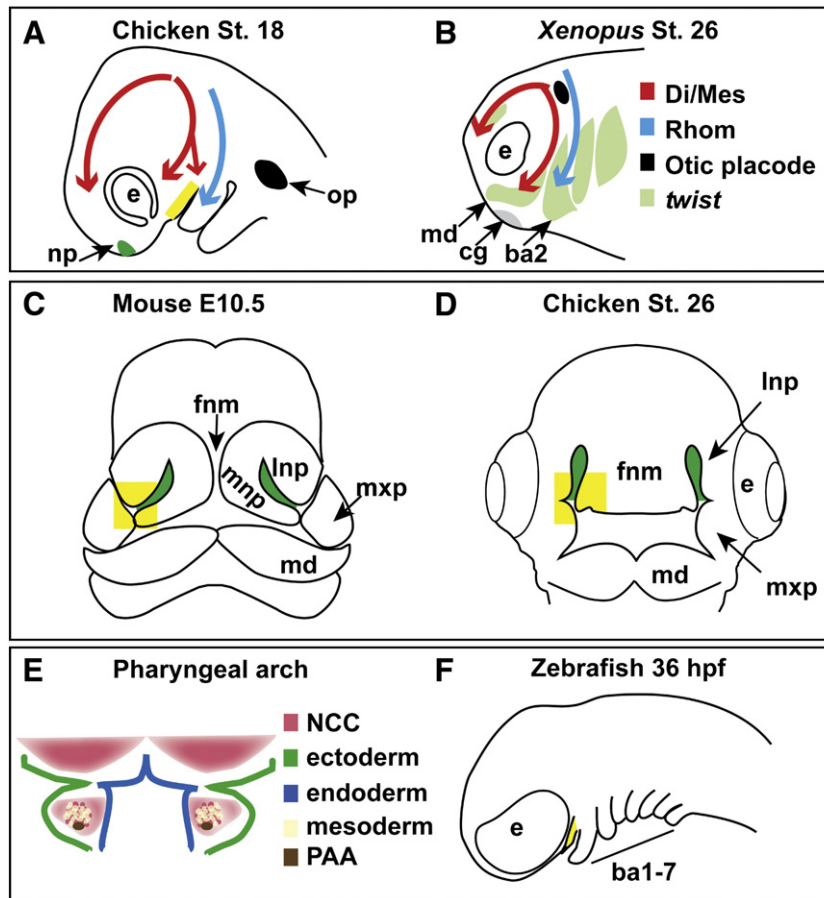 A Chicken St. 18
e
op
np
B Xenopus St. 26
e
md
cg
ba2
Di/Mes
Rhom
Otic placode
twist
C Mouse E10.5
fnm
lnp
mnp
mxp
md
D Chicken St. 26
lnp
fnm
e
mxp
md
E Pharyngeal arch
NCC
ectoderm
endoderm
mesoderm
PAA
F Zebrafish 36 hpf
e
ba1-7